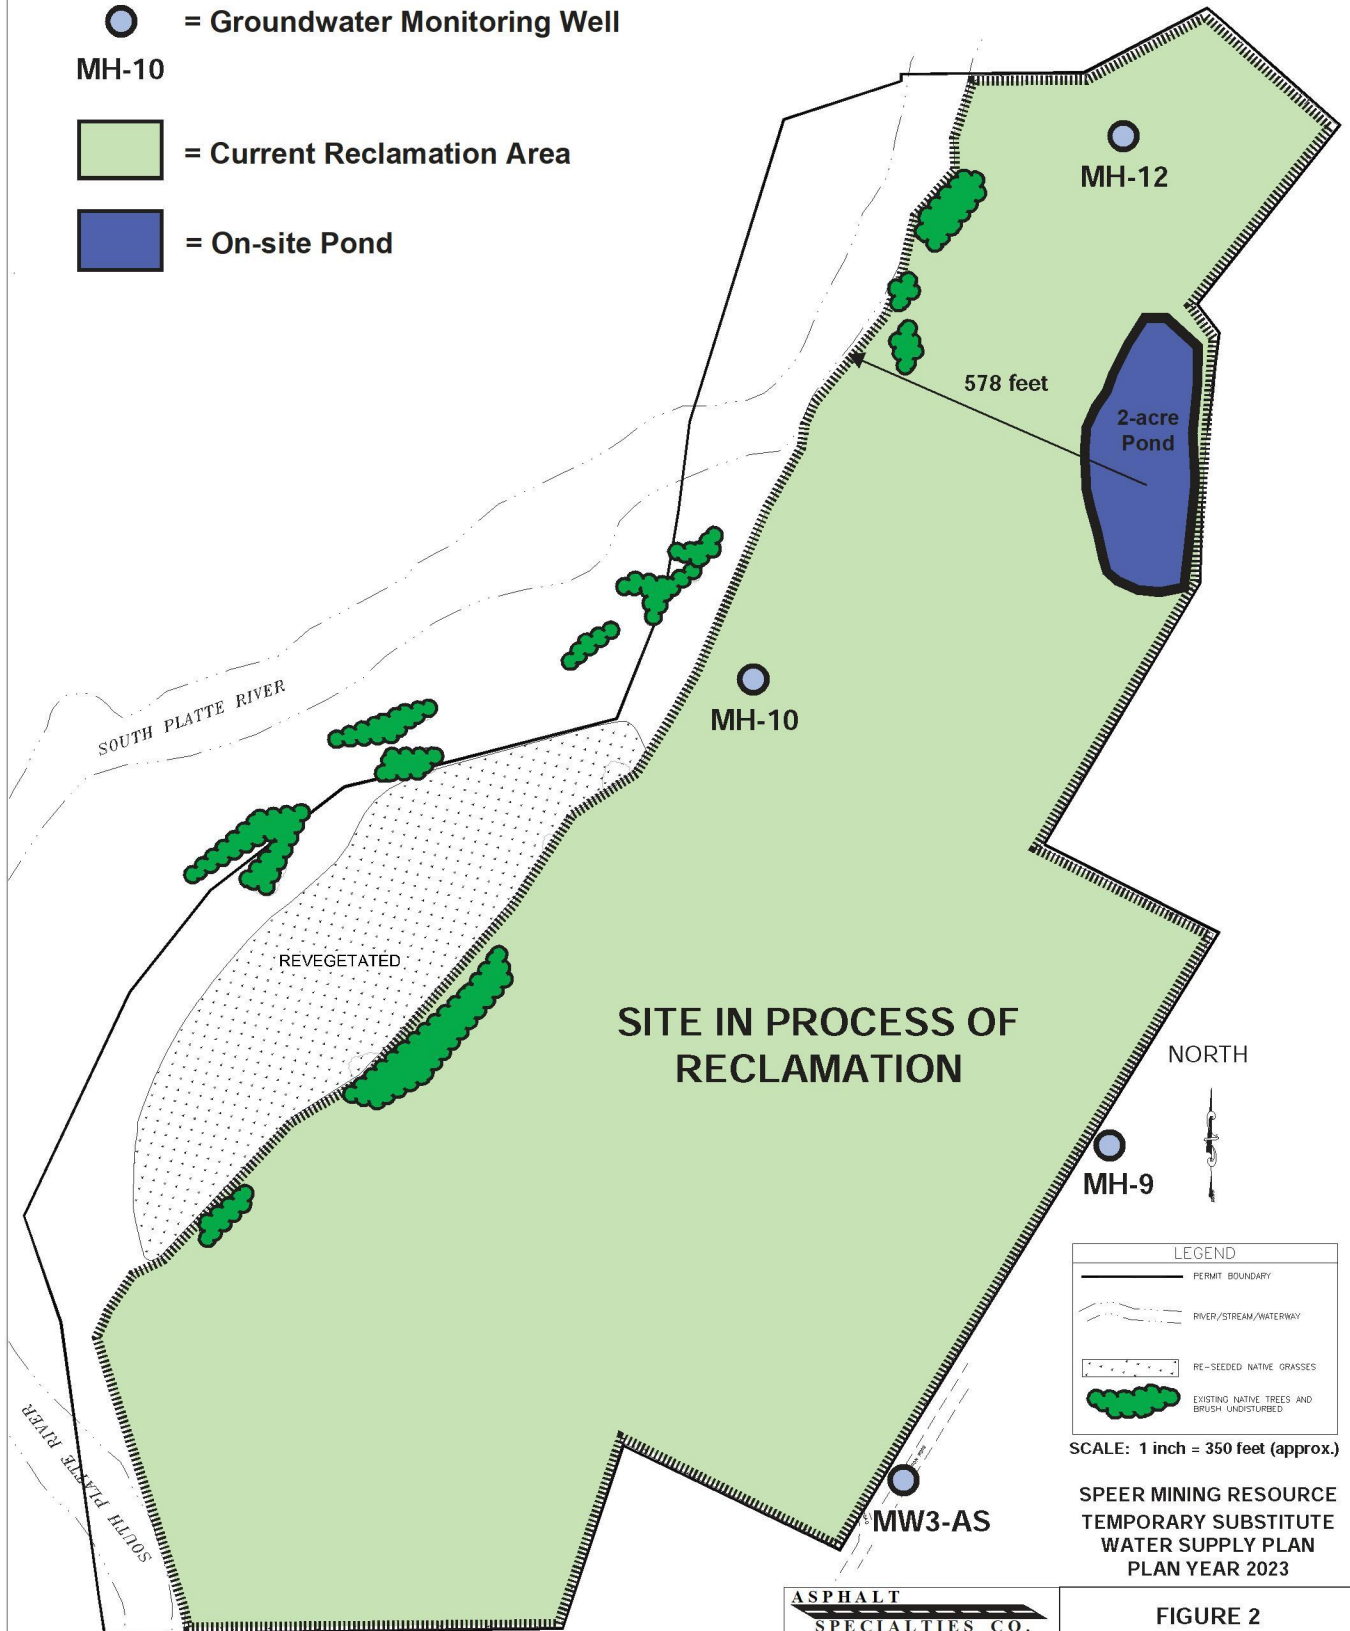 = Groundwater Monitoring Well
MH-10
= Current Reclamation Area
= On-site Pond
MH-12
578 feet
2-acre
Pond
SOUTH PLATTE RIVER
MH-10
REVEGETATED
SITE IN PROCESS OF
RECLAMATION
NORTH
MH-9
LEGEND
PERMIT BOUNDARY
RIVER/STREAM/WATERWAY
RE-SEEDED NATIVE GRASSES
EXISTING NATIVE TREES AND
BRUSH UNDISTURBED
SCALE: 1 inch = 350 feet (approx.)
SOUTH PLATTE RIVER
MW3-AS
SPEER MINING RESOURCE
TEMPORARY SUBSTITUTE
WATER SUPPLY PLAN
PLAN YEAR 2023
ASPHALT
SPECIALTIES CO.
FIGURE 2